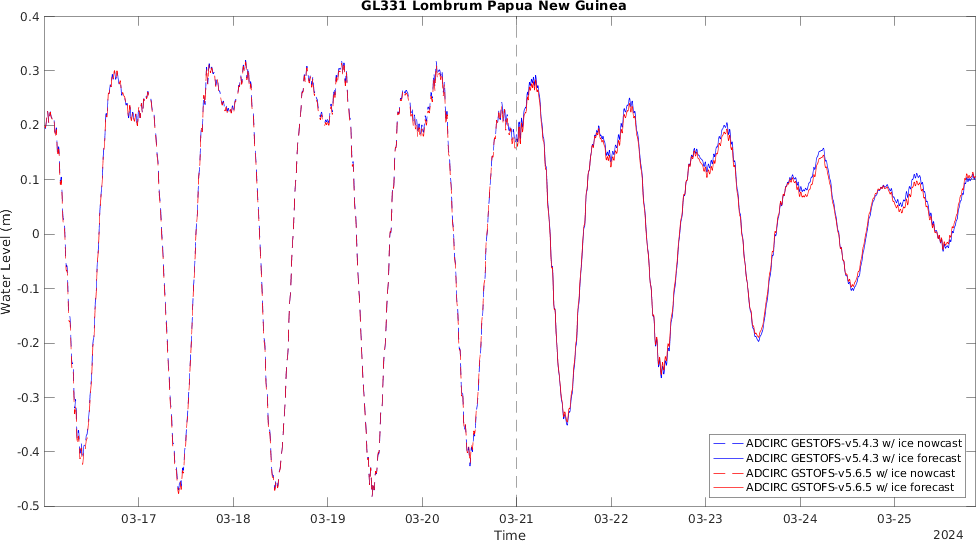 GL331 Lombrum Papua New Guinea
0.4
0.3
0.2
0.1
0
-0.1
-0.2
-0.3
-0.4
-0.5
Water Level (m)
ADCIRC GESTOFS-v5.4.3 w/ ice nowcast
ADCIRC GESTOFS-v5.4.3 w/ ice forecast
ADCIRC GSTOFS-v5.6.5 w/ ice nowcast
ADCIRC GSTOFS-v5.6.5 w/ ice forecast
03-17 03-18 03-19 03-20 03-21 03-22 03-23 03-24 03-25
Time
2024